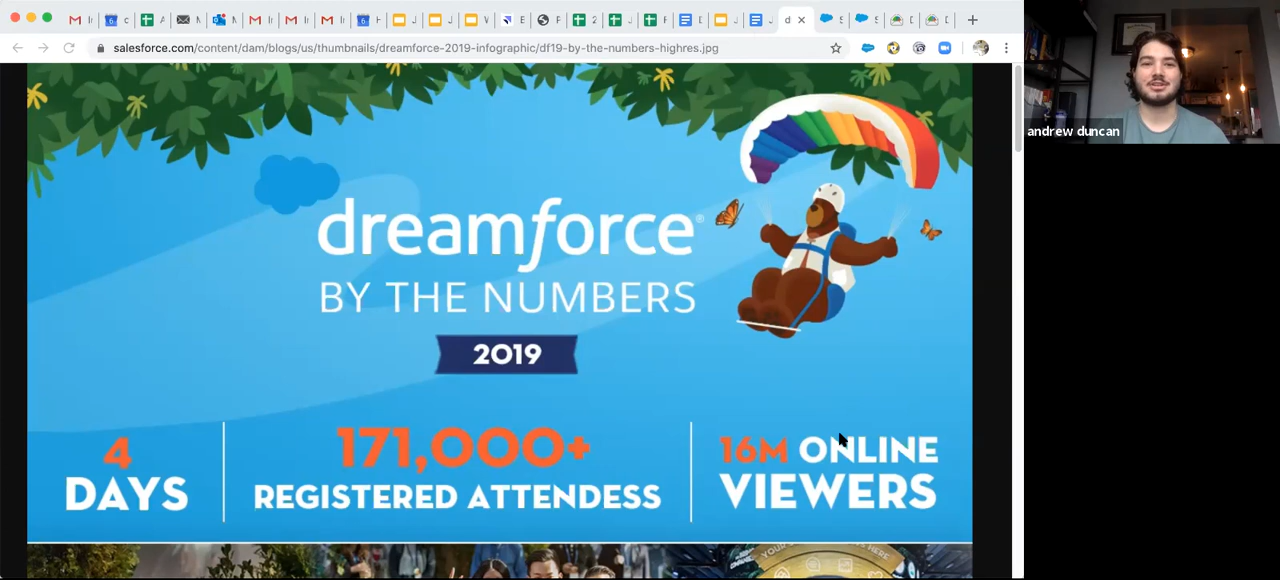 salesforce.com/content/dam/blogs/us/thumbnails/dreamforce-2019-infographic/df19-by-the-numbers-highres.jpg
andrew duncan
dreamforce®
BY THE NUMBERS
2019
4
DAYS
171,000+
REGISTERED ATTENDESS
16M ONLINE
VIEWERS